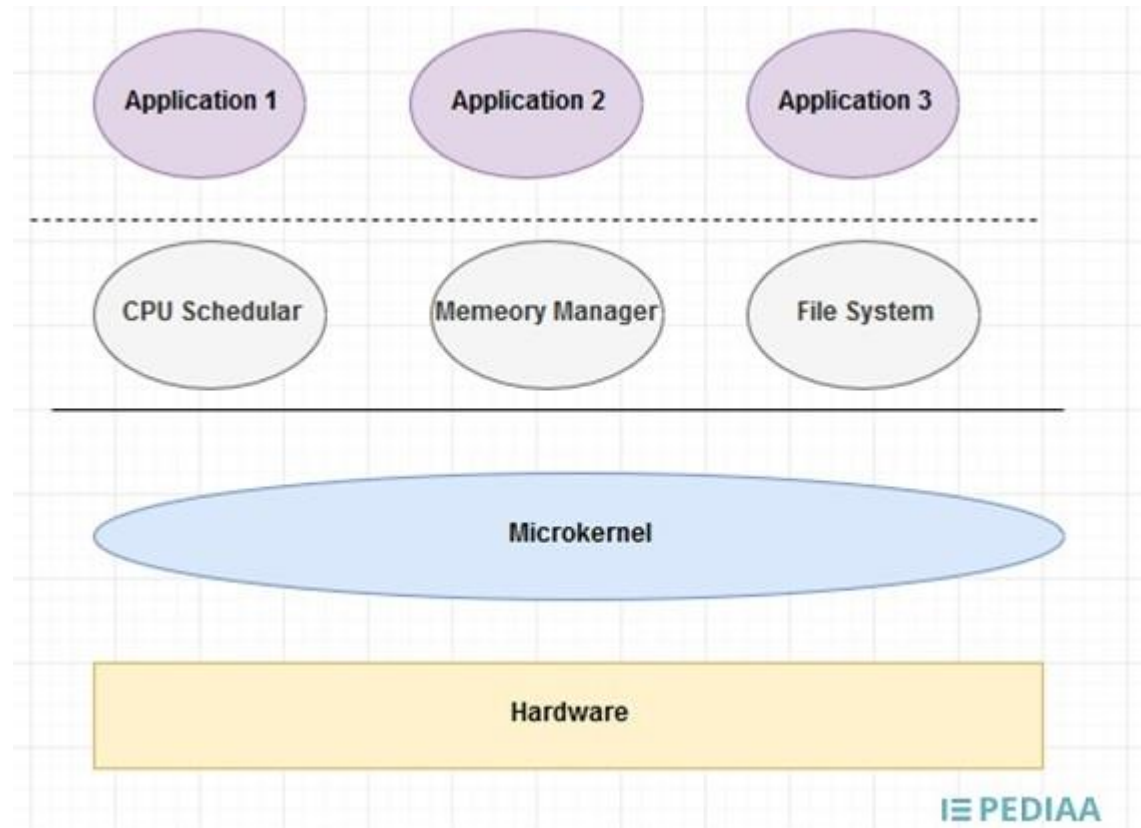 Application 1
Application 2
Application 3
CPU Schedular
Memeory Manager
File System
Microkernel
Hardware
PEDIAA